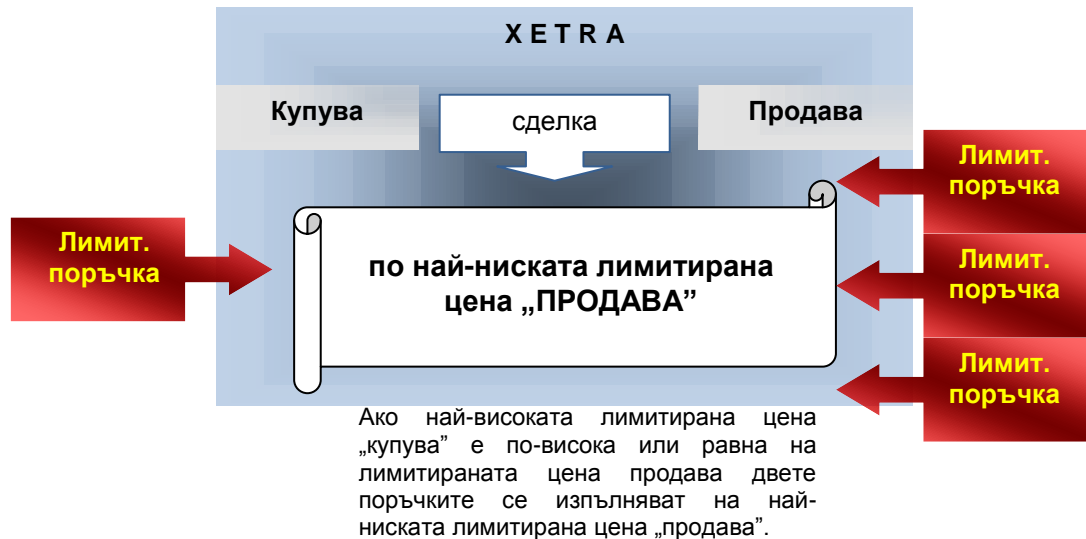 X E T R A
Купува
сделка
Продава
Лимит.
поръчка
Лимит.
поръчка
по най-ниската лимитирана
цена „ПРОДАВА”
Лимит.
поръчка
Лимит.
поръчка
Ако най-високата лимитирана цена
„купува” е по-висока или равна на
лимитираната цена продава двете
поръчките се изпълняват на най-
ниската лимитирана цена „продава”.